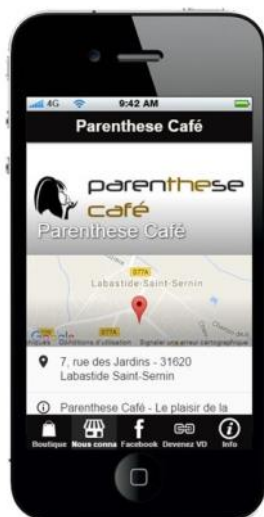 4G 9:42 AM
Parenthese Café
parenthese
café
Parenthese Café
D77A
Labastide-Saint-Sernin
D77A
Google
Conditions d'utilisation Signaler une erreur cartographique
7, rue des Jardins - 31620
Labastide Saint-Sernin
Parenthese Café - Le plaisir de la
Boutique Nous conna Facebook Devenez VD Info